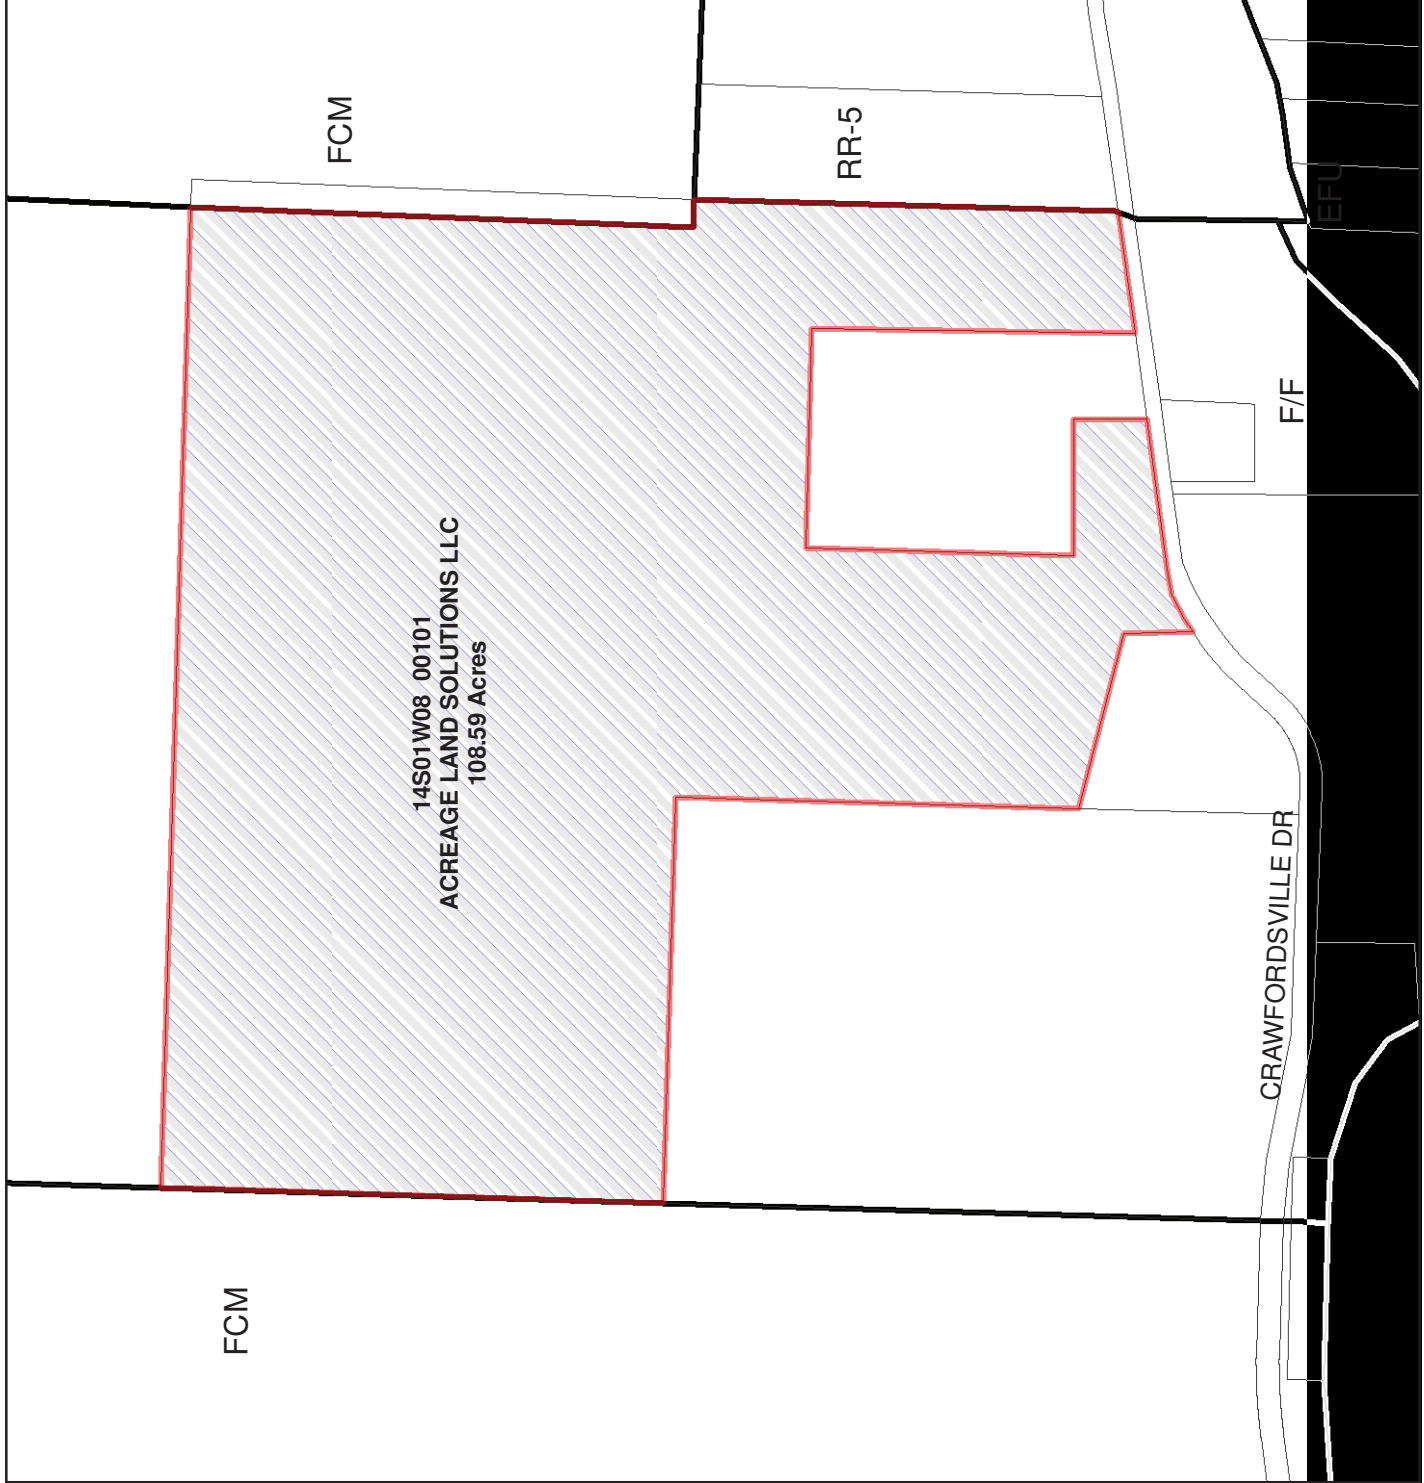 FCM
RR-5
EFU
F/F
14S01W08 00101
ACREAGE LAND SOLUTIONS LLC
108.59 Acres
CRAWFORDSVILLE DR
FCM